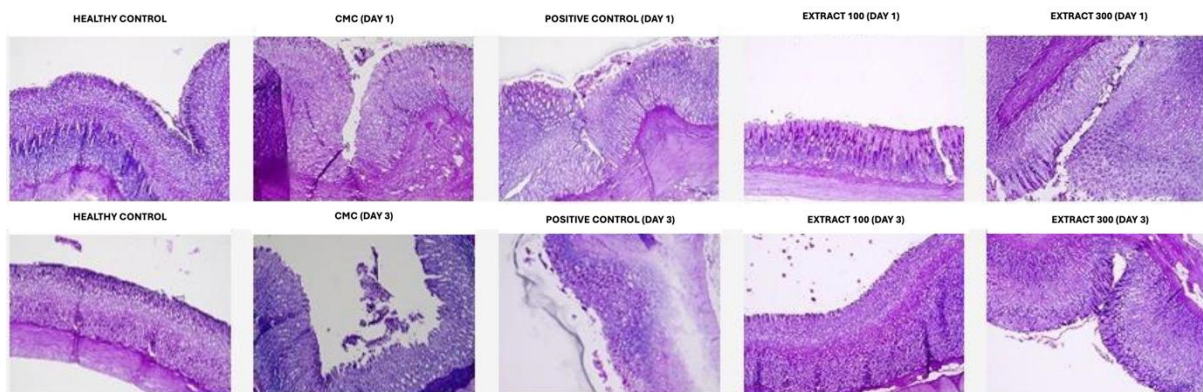 HEALTHY CONTROL CMC (DAY 1) POSITIVE CONTROL (DAY 1) EXTRACT 100 (DAY 1) EXTRACT 300 (DAY 1)
HEALTHY CONTROL CMC (DAY 3) POSITIVE CONTROL (DAY 3) EXTRACT 100 (DAY 3) EXTRACT 300 (DAY 3)